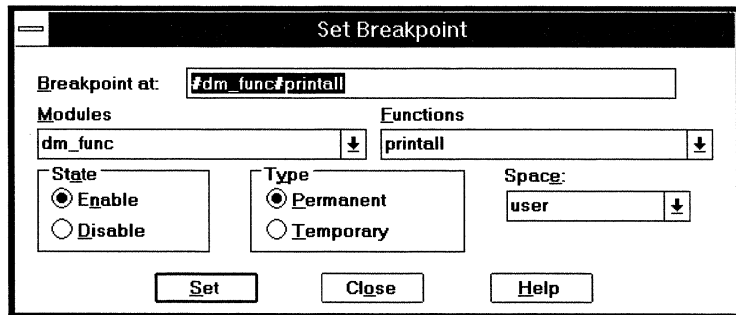 Set Breakpoint
Breakpoint at: #dm_func#printall
Modules
Functions
dm_func
printall
State
Type
Space:
Enable
Permanent
user
Disable
Temporary
Set
Close
Help